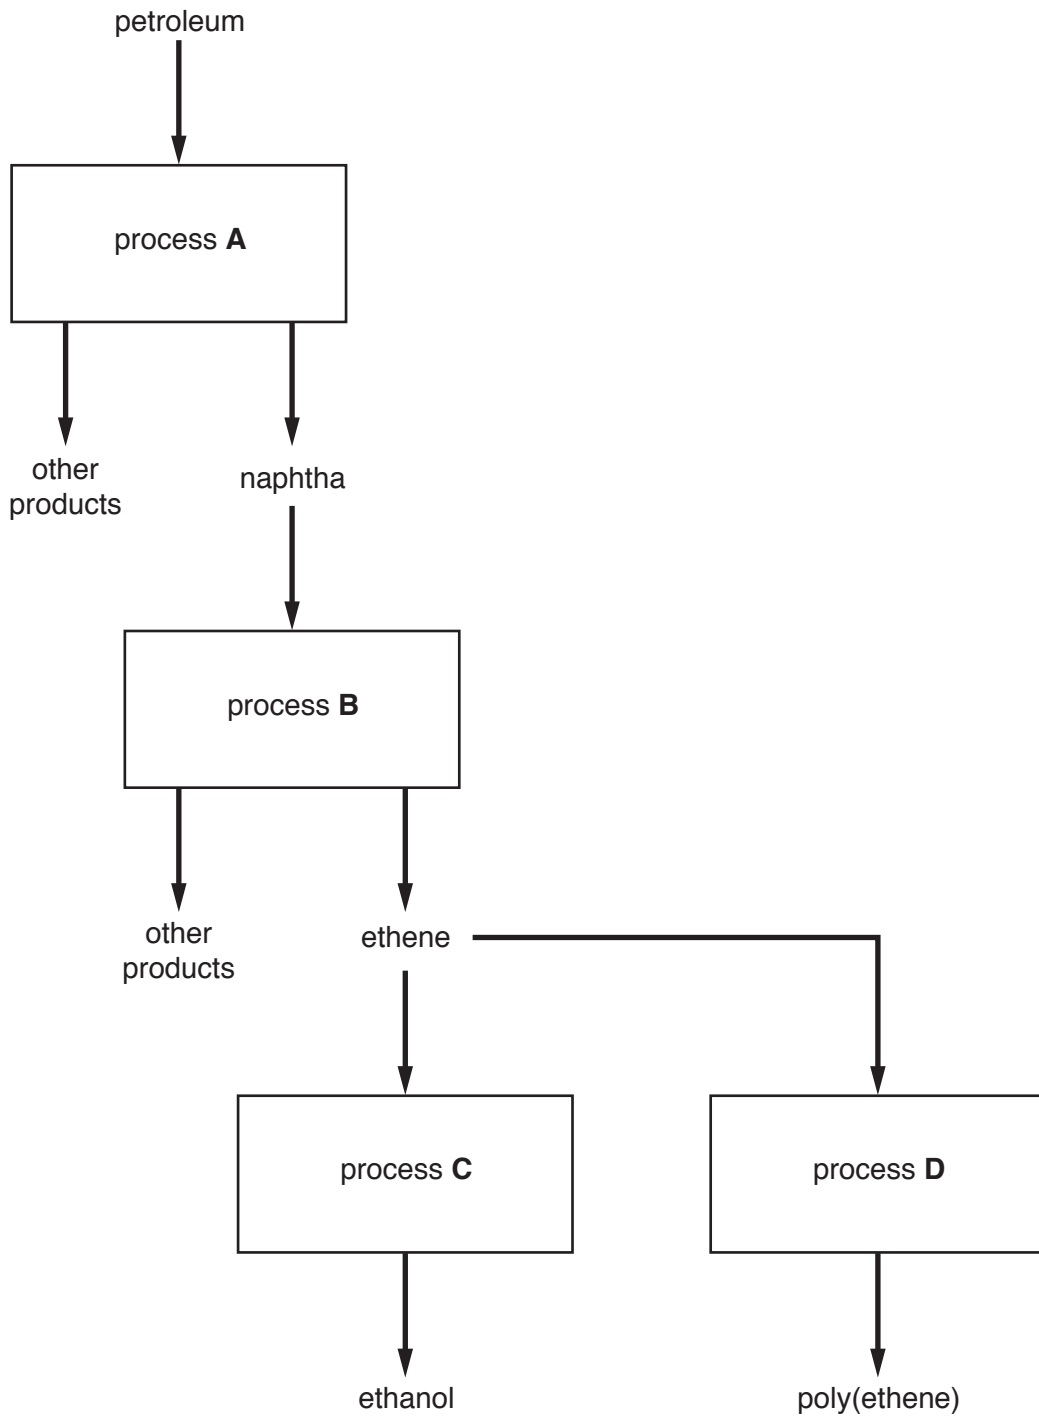 petroleum
process A
other
products
naphtha
process B
other
products
ethene
process C
process D
ethanol
poly(ethene)